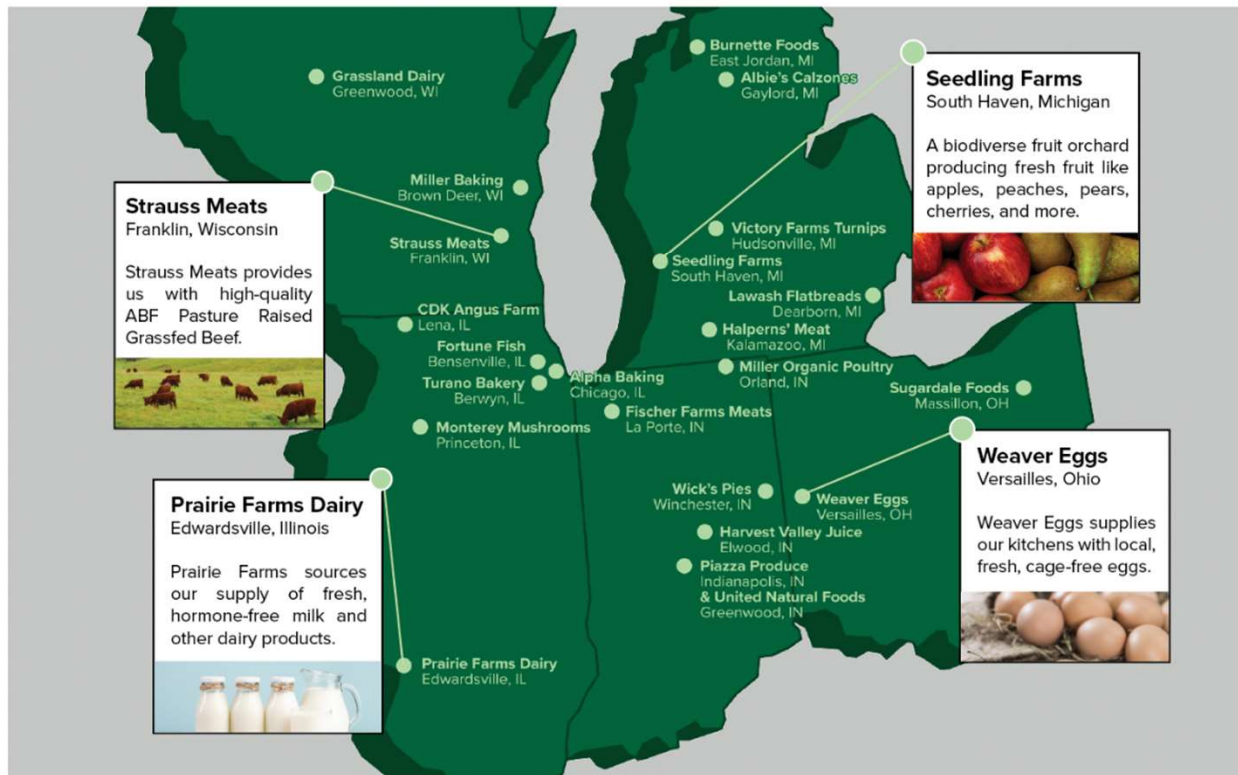 Burnette Foods
East Jordan, MI
Grassland Dairy
Greenwood, WI
Albie's Calzones
Gaylord, MI
Seedling Farms
South Haven, Michigan
A biodiverse fruit orchard
producing fresh fruit like
apples, peaches, pears,
cherries, and more.
Miller Baking
Brown Deer, WI
Strauss Meats
Franklin, Wisconsin
Strauss Meats provides
us with high-quality
ABF Pasture Raised
Grassfed Beef.
Strauss Meats
Franklin, WI
Victory Farms Turnips
Hudsonville, MI
Seedling Farms
South Haven, MI
Lawash Flatbreads
Dearborn, MI
CDK Angus Farm
Lena, IL
Halperns' Meat
Kalamazoo, MI
Fortune Fish
Bensenville, IL
Miller Organic Poultry
Orland, IN
Alpha Baking
Chicago, IL
Turano Bakery
Berwyn, IL
Sugardale Foods
Massillon, OH
Fischer Farms Meats
La Porte, IN
Monterey Mushrooms
Princeton, IL
Weaver Eggs
Versailles, Ohio
Weaver Eggs supplies
our kitchens with local,
fresh, cage-free eggs.
Prairie Farms Dairy
Edwardsville, Illinois
Prairie Farms sources
our supply of fresh,
hormone-free milk and
other dairy products.
Wick's Pies
Winchester, IN
Weaver Eggs
Versailles, OH
Harvest Valley Juice
Elwood, IN
Piazza Produce
Indianapolis, IN
& United Natural Foods
Greenwood, IN
Prairie Farms Dairy
Edwardsville, IL